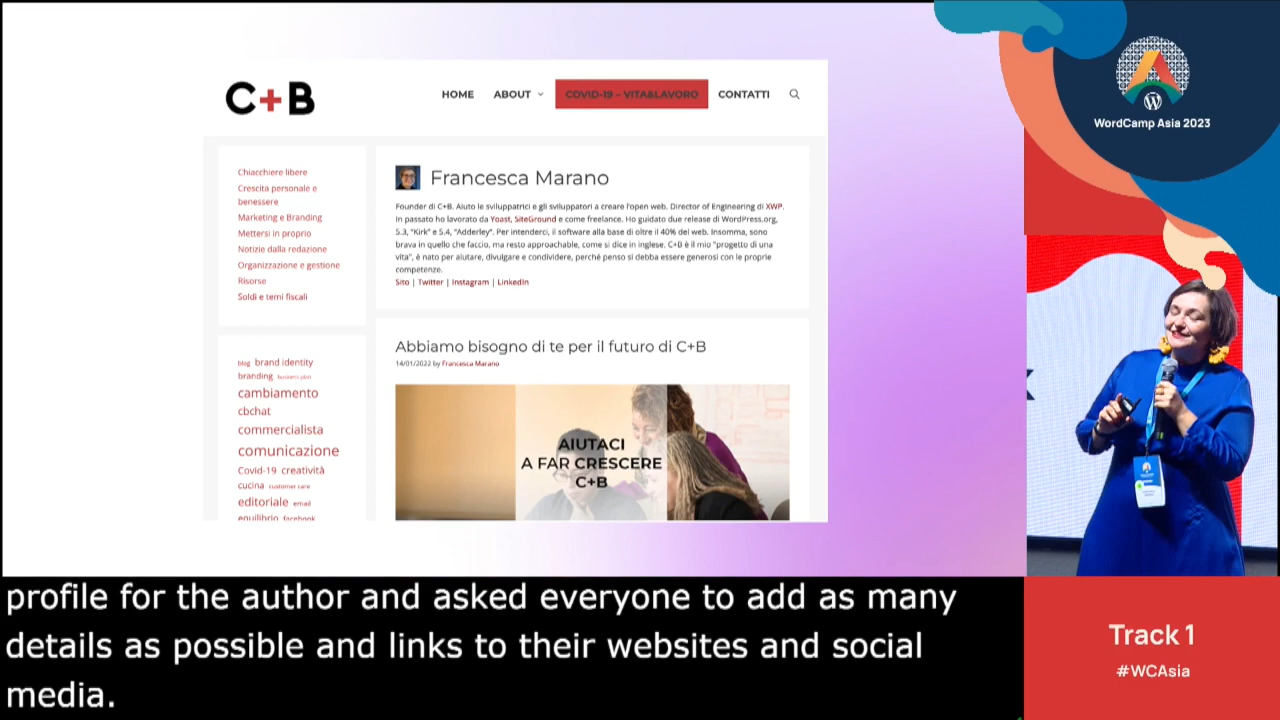 C+B
HOME
ABOUT
COVID-19 – VITA&LAVORO
CONTATTI
Chiacchiere libere
Crescita personale e
benessere
Marketing e Branding
Mettersi in proprio
Notizie dalla redazione
Organizzazione e gestione
Risorse
Soldi e temi fiscali
blog brand identity
branding business plan
cambiamento
cbchat
commercialista
comunicazione
Covid-19 creatività
cucina customer care
editoriale email
equilibrio facebook
Francesca Marano
Founder di C+B. Aiuto le sviluppatrici e gli sviluppatori a creare l'open web. Director of Engineering di XWP.
In passato ho lavorato da Yoast, SiteGround e come freelance. Ho guidato due release di WordPress.org,
5.3, "Kirk" e 5.4, "Adderley". Per intenderci, il software alla base di oltre il 40% del web. Insomma, sono
brava in quello che faccio, ma resto approachable, come si dice in inglese. C+B è il mio "progetto di una
vita", è nato per aiutare, divulgare e condividere, perché penso si debba essere generosi con le proprie
competenze.
Sito | Twitter | Instagram | LinkedIn
Abbiamo bisogno di te per il futuro di C+B
14/01/2022 by Francesca Marano
AIUTACI
A FAR CRESCERE
C+B
WordCamp Asia 2023
profile for the author and asked everyone to add as many
details as possible and links to their websites and social
media.
Track 1
#WCAsia